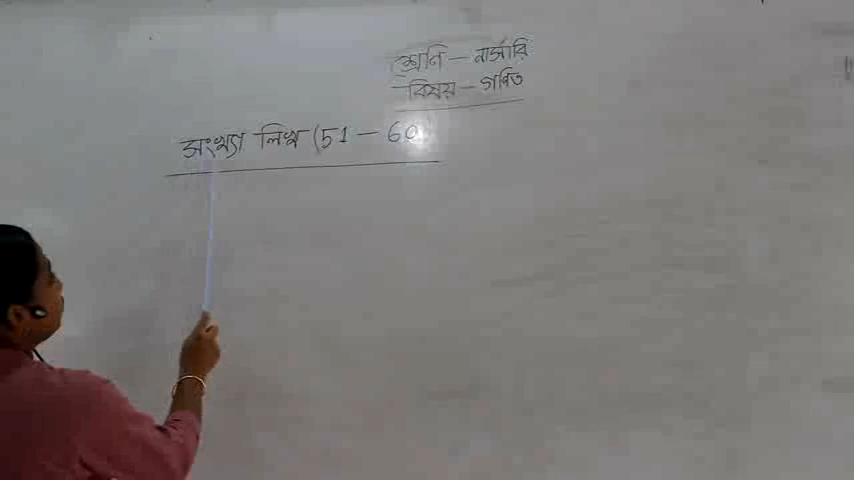 শ্রেণি - নার্সারি
বিষয় - গণিত
সংখ্যা লিখ (51 - 60)